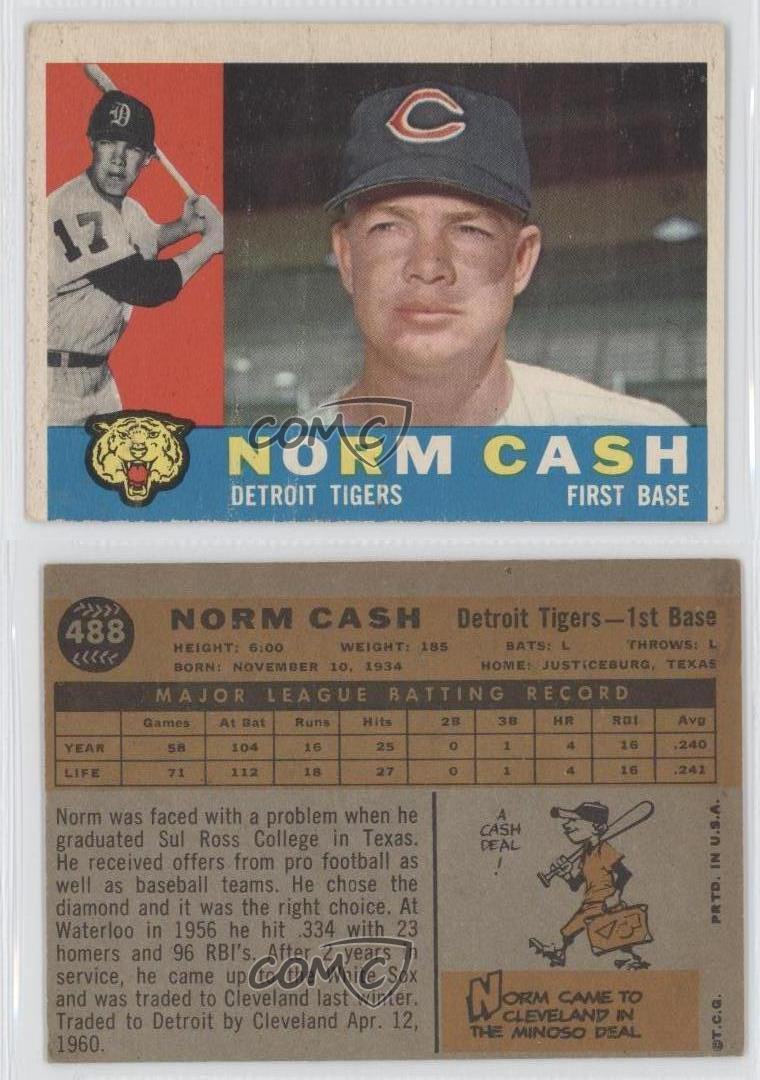 D
17
C
COMC
NORM CASH
DETROIT TIGERS FIRST BASE
488
NORM CASH Detroit Tigers—1st Base
HEIGHT: 6:00 WEIGHT: 185 BATS: L THROWS: L
BORN: NOVEMBER 10, 1934 HOME: JUSTICEBURG, TEXAS
MAJOR LEAGUE BATTING RECORD
Games At Bat Runs Hits 2B 3B HR RBI Avg
YEAR 58 104 16 25 0 1 4 16 .240
LIFE 71 112 18 27 0 1 4 16 .241
Norm was faced with a problem when he
graduated Sul Ross College in Texas.
He received offers from pro football as
well as baseball teams. He chose the
diamond and it was the right choice. At
Waterloo in 1956 he hit .334 with 23
homers and 96 RBI's. After 2 years in
service, he came up to the White Sox
and was traded to Cleveland last winter.
Traded to Detroit by Cleveland Apr. 12,
1960.
COMC
A
CASH
DEAL
!
NORM CAME TO
CLEVELAND IN
THE MINOSO DEAL
©T.C.G. PRTD. IN U.S.A.